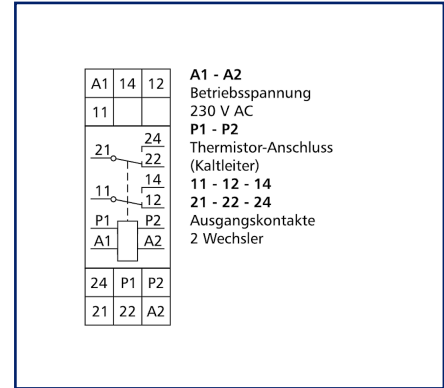 A1 14 12
11
21 24
22
11 14
12
P1 P2
A1 A2
24 P1 P2
21 22 A2
A1 - A2
Betriebsspannung
230 V AC
P1 - P2
Thermistor-Anschluss
(Kaltleiter)
11 - 12 - 14
21 - 22 - 24
Ausgangskontakte
2 Wechsler